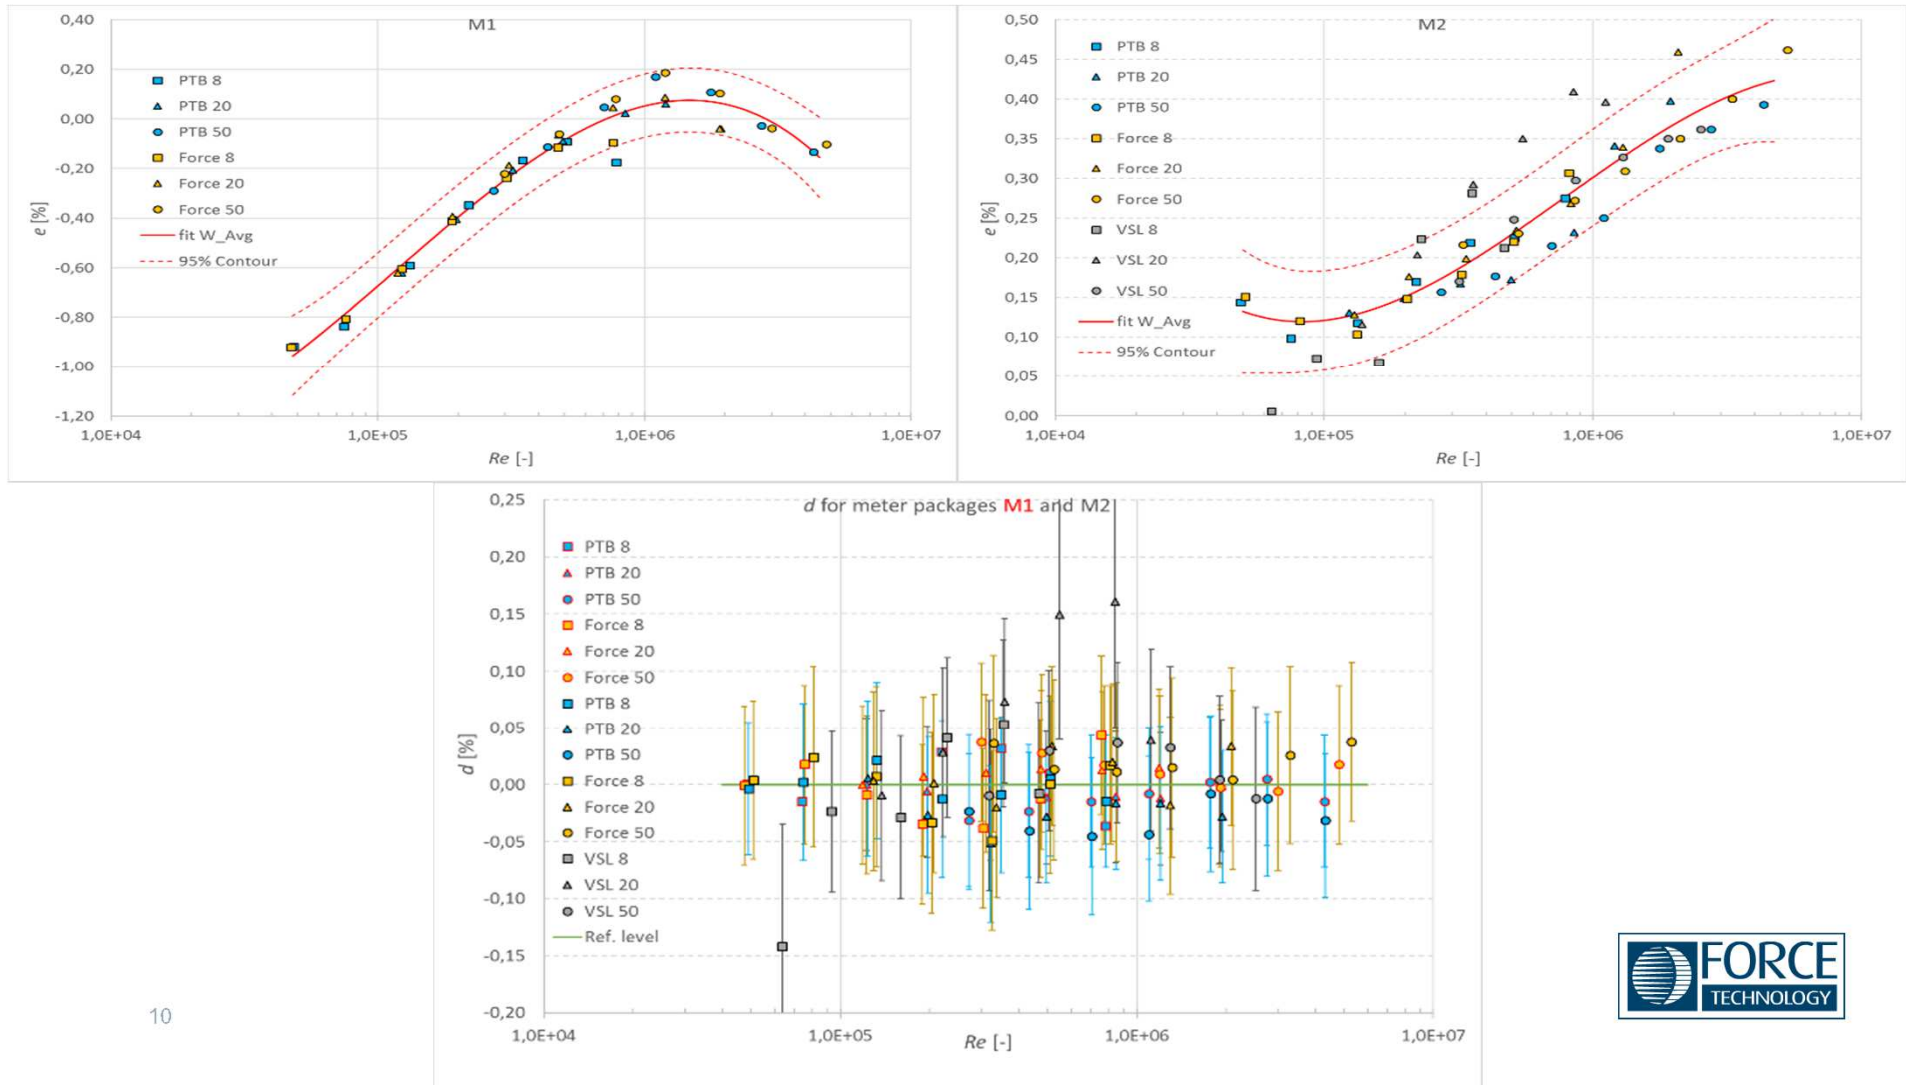 M1
0,40
0,20
0,00
-0,20
-0,40
-0,60
-0,80
-1,00
-1,20
e [%]
PTB 8
PTB 20
PTB 50
Force 8
Force 20
Force 50
fit W_Avg
95% Contour
1,0E+04
1,0E+05
1,0E+06
1,0E+07
Re [-]
M2
0,50
0,45
0,40
0,35
0,30
0,25
0,20
0,15
0,10
0,05
0,00
e [%]
PTB 8
PTB 20
PTB 50
Force 8
Force 20
Force 50
VSL 8
VSL 20
VSL 50
fit W_Avg
95% Contour
1,0E+04
1,0E+05
1,0E+06
1,0E+07
Re [-]
d for meter packages M1 and M2
0,25
0,20
0,15
0,10
0,05
0,00
-0,05
-0,10
-0,15
-0,20
d [%]
PTB 8
PTB 20
PTB 50
Force 8
Force 20
Force 50
PTB 8
PTB 20
PTB 50
Force 8
Force 20
Force 50
VSL 8
VSL 20
VSL 50
Ref. level
1,0E+04
1,0E+05
1,0E+06
1,0E+07
Re [-]
10
FORCE
TECHNOLOGY